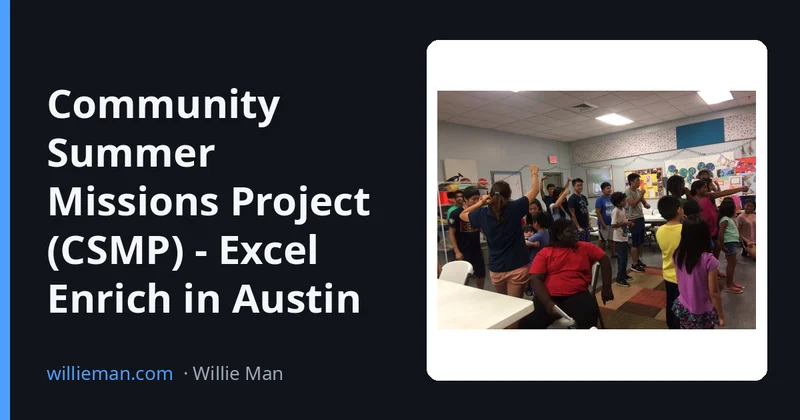 Community
Summer
Missions Project
(CSMP) - Excel
Enrich in Austin
willieman.com · Willie Man